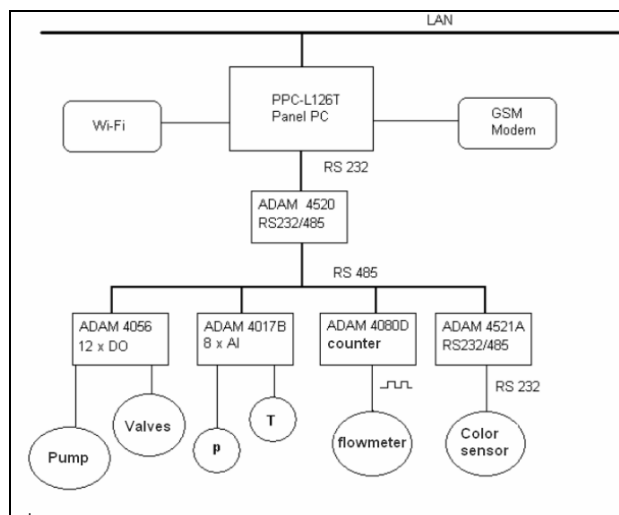 LAN
PPC-L126T
Panel PC
Wi-Fi
GSM
Modem
RS 232
ADAM 4520
RS232/485
RS 485
ADAM 4056
12 x DO
ADAM 4017B
8 x AI
ADAM 4080D
counter
ADAM 4521A
RS232/485
RS 232
Pump
Valves
p
T
flowmeter
Color
sensor